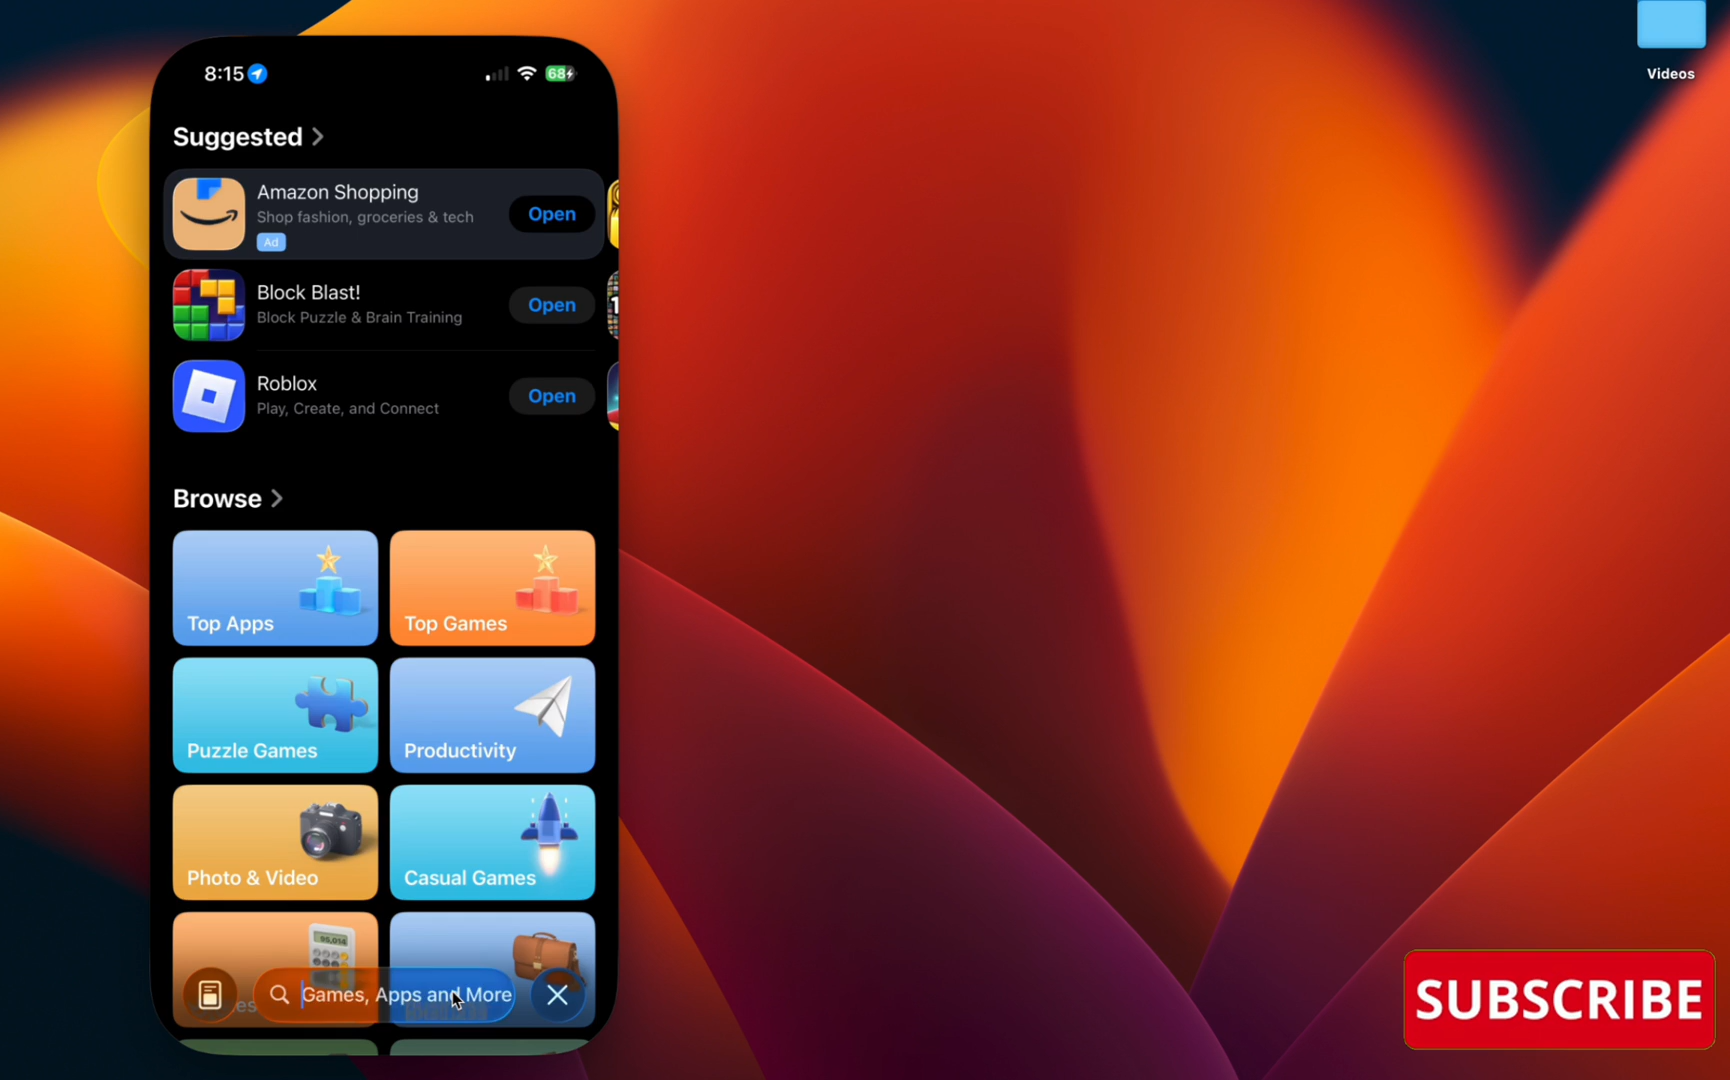 8:15
68
Videos
Suggested
Amazon Shopping
Shop fashion, groceries & tech
Ad
Open
Block Blast!
Block Puzzle & Brain Training
Open
Roblox
Play, Create, and Connect
Open
Browse
Top Apps
Top Games
Puzzle Games
Productivity
Photo & Video
Casual Games
Games, Apps and More
SUBSCRIBE